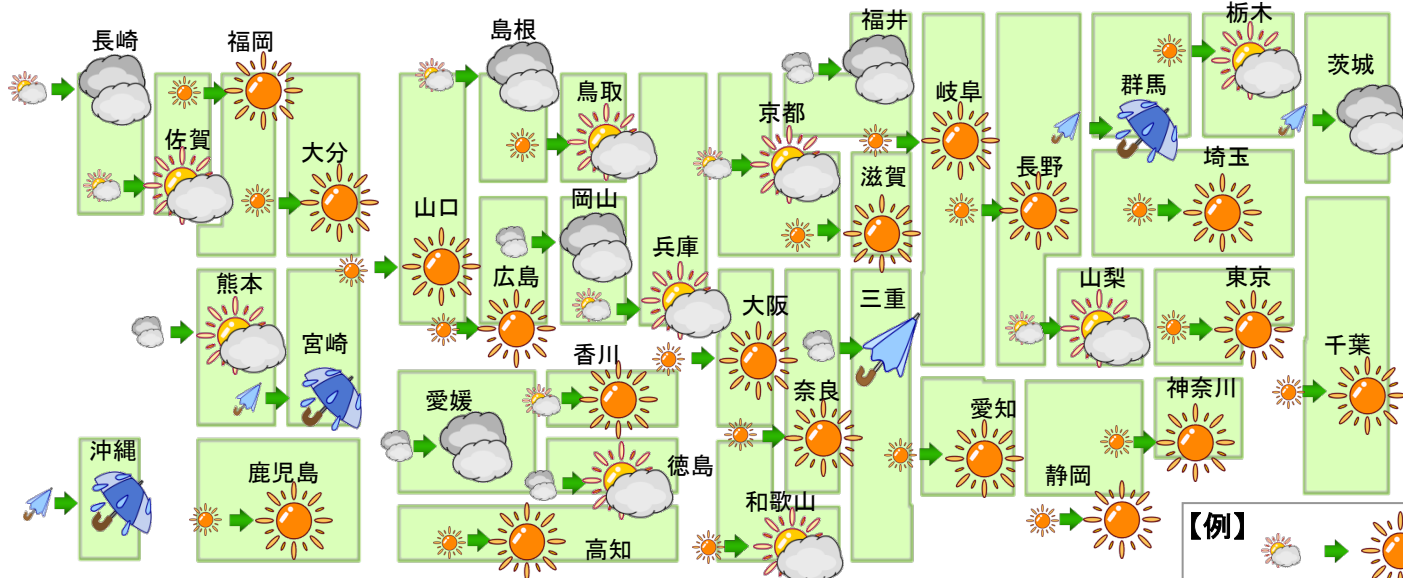 長崎
福岡
佐賀
大分
熊本
宮崎
沖縄
鹿児島
島根
鳥取
山口
岡山
広島
兵庫
香川
愛媛
徳島
高知
福井
京都
滋賀
大阪
三重
奈良
和歌山
岐阜
長野
愛知
静岡
栃木
群馬
茨城
埼玉
山梨
東京
千葉
神奈川
【例】